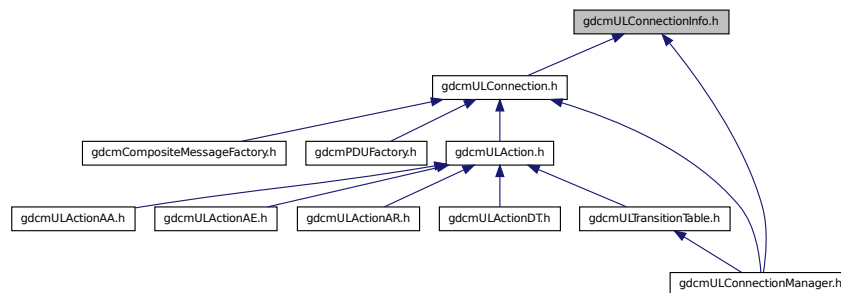 gdcmULConnectionInfo.h
gdcmULConnection.h
gdcmCompositeMessageFactory.h
gdcmPDUFactory.h
gdcmULAction.h
gdcmULActionAA.h
gdcmULActionAE.h
gdcmULActionAR.h
gdcmULActionDT.h
gdcmULTransitionTable.h
gdcmULConnectionManager.h